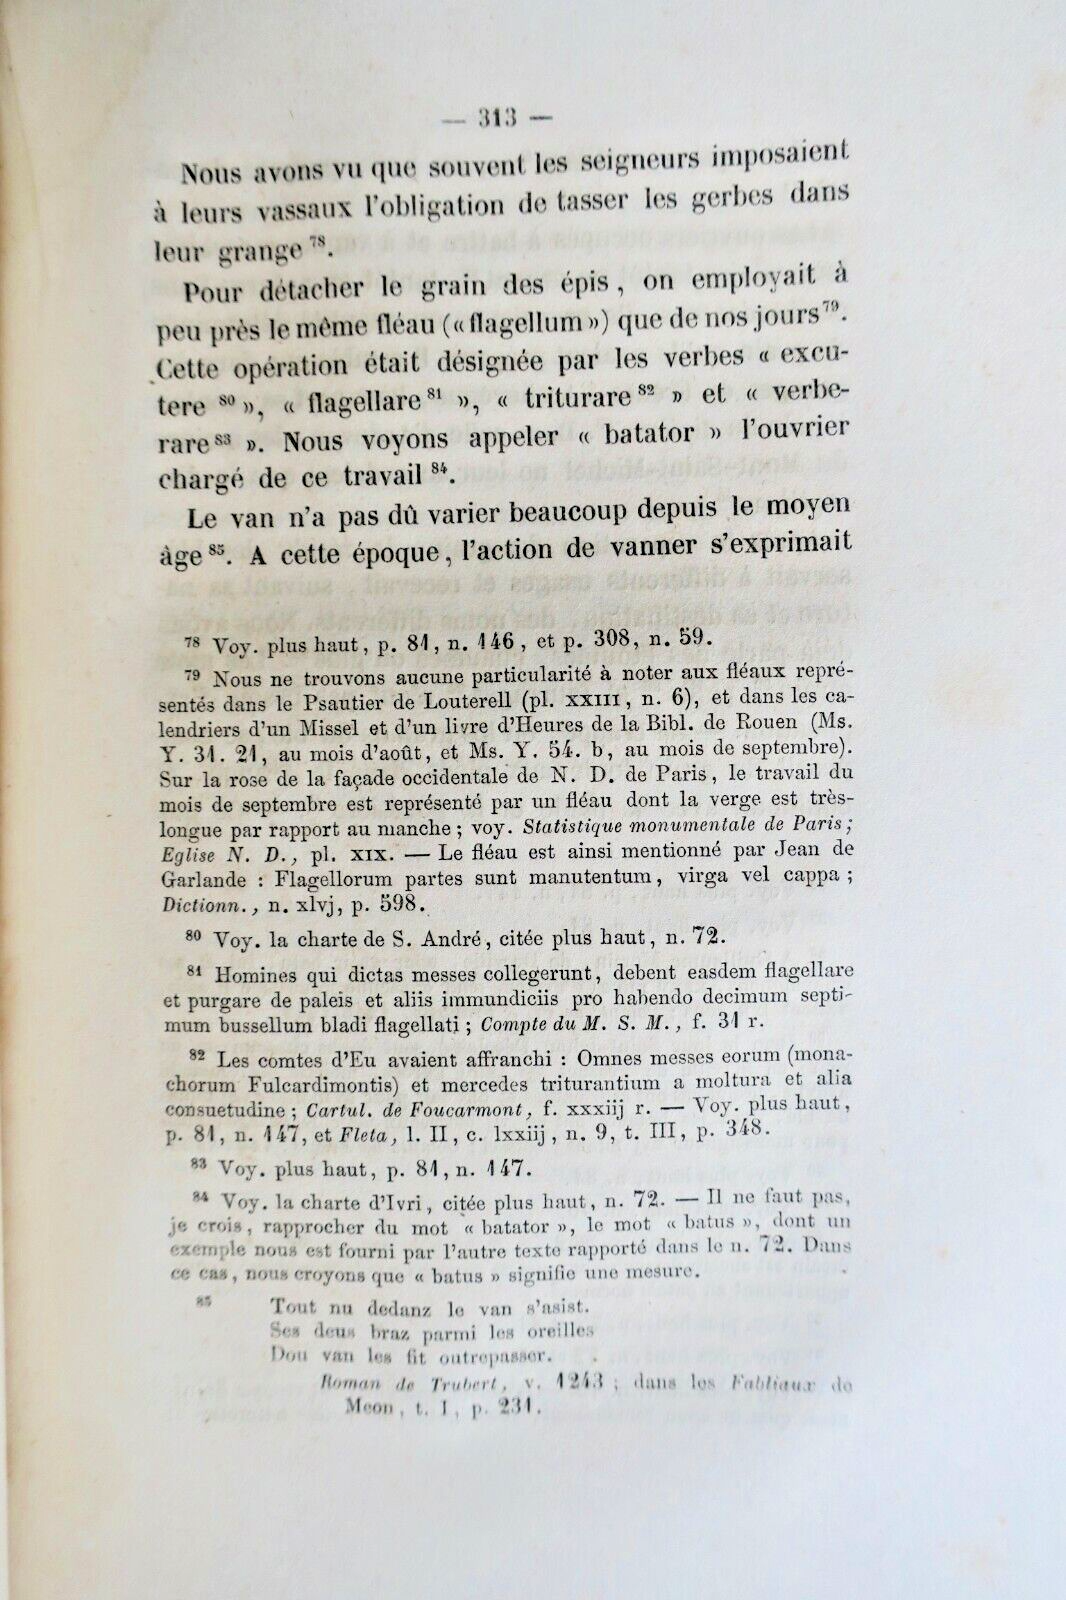 — 313 —
Nous avons vu que souvent les seigneurs imposaient
à leurs vassaux l'obligation de tasser les gerbes dans
leur grange 78.
Pour détacher le grain des épis, on employait à
peu près le même fléau (« flagellum ») que de nos jours 79.
Cette opération était désignée par les verbes « excu-
tere 80 », « flagellare 81 », « triturare 82 » et « verbe-
rare 83 ». Nous voyons appeler « batator » l'ouvrier
chargé de ce travail 84.
Le van n'a pas dû varier beaucoup depuis le moyen
âge 85. A cette époque, l'action de vanner s'exprimait
78 Voy. plus haut, p. 81, n. 146, et p. 308, n. 59.
79 Nous ne trouvons aucune particularité à noter aux fléaux repré-
sentés dans le Psautier de Louterell (pl. XXIII, n. 6), et dans les ca-
lendriers d'un Missel et d'un livre d'Heures de la Bibl. de Rouen (Ms.
Y. 31. 21, au mois d'août, et Ms. Y. 54. b, au mois de septembre).
Sur la rose de la façade occidentale de N. D. de Paris, le travail du
mois de septembre est représenté par un fléau dont la verge est très-
longue par rapport au manche; voy. Statistique monumentale de Paris;
Eglise N. D., pl. XIX. — Le fléau est ainsi mentionné par Jean de
Garlande : Flagellorum partes sunt manutentum, virga vel cappa ;
Dictionn., n. xlvj, p. 598.
80 Voy. la charte de S. André, citée plus haut, n. 72.
81 Homines qui dictas messes collegerunt, debent easdem flagellare
et purgare de paleis et aliis immundiciis pro habendo decimum septi-
mum bussellum bladi flagellati ; Compte du M. S. M., f. 31 r.
82 Les comtes d'Eu avaient affranchi : Omnes messes eorum (mona-
chorum Fulcardimontis) et mercedes triturantium a moltura et alia
consuetudine ; Cartul. de Foucarmont, f. xxxiij r. — Voy. plus haut,
p. 81, n. 147, et Fleta, l. II, c. lxxiij, n. 9, t. III, p. 348.
83 Voy. plus haut, p. 81, n. 147.
84 Voy. la charte d'Ivri, citée plus haut, n. 72. — Il ne faut pas,
je crois, rapprocher du mot « batator », le mot « batus », dont un
exemple nous est fourni par l'autre texte rapporté dans le n. 72. Dans
ce cas, nous croyons que « batus » signifie une mesure.
85 Tout nu dedanz le van s'asist.
Ses deus braz parmi les oreilles
Dou van les fit outrepasser.
Roman de Trubert, v. 1243 ; dans les Fabliaux de
Meon, t. I, p. 231.